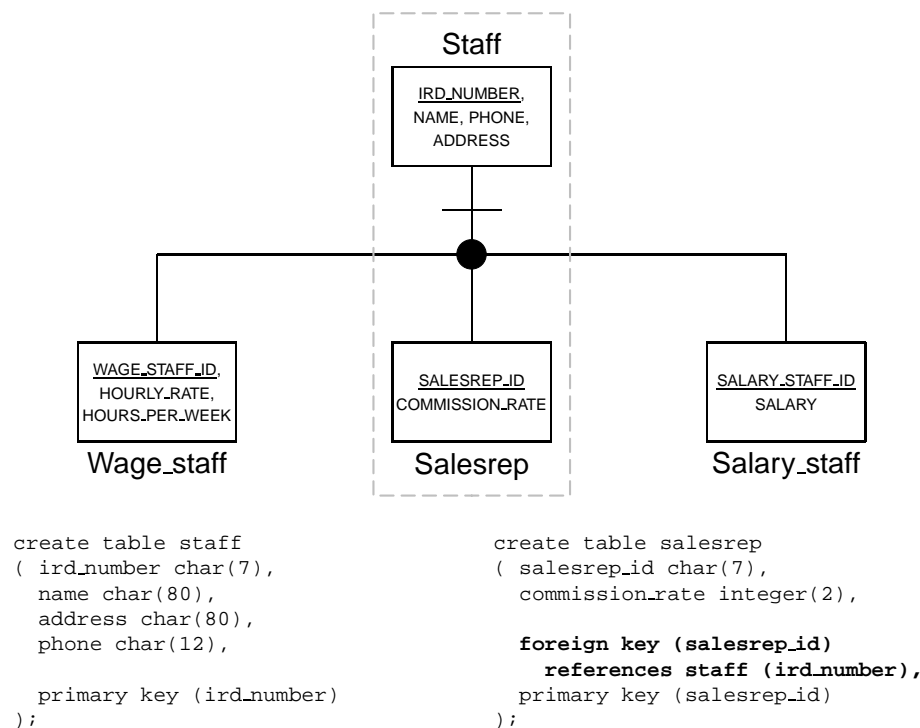 Staff
IRD_NUMBER,
NAME, PHONE,
ADDRESS
WAGE_STAFF_ID,
HOURLY_RATE,
HOURS_PER_WEEK
Wage_staff
SALESREP_ID
COMMISSION_RATE
Salesrep
SALARY_STAFF_ID
SALARY
Salary_staff
create table staff
( ird_number char(7),
name char(80),
address char(80),
phone char(12),
primary key (ird_number)
);
create table salesrep
( salesrep_id char(7),
commission_rate integer(2),
foreign key (salesrep_id)
references staff (ird_number),
primary key (salesrep_id)
);